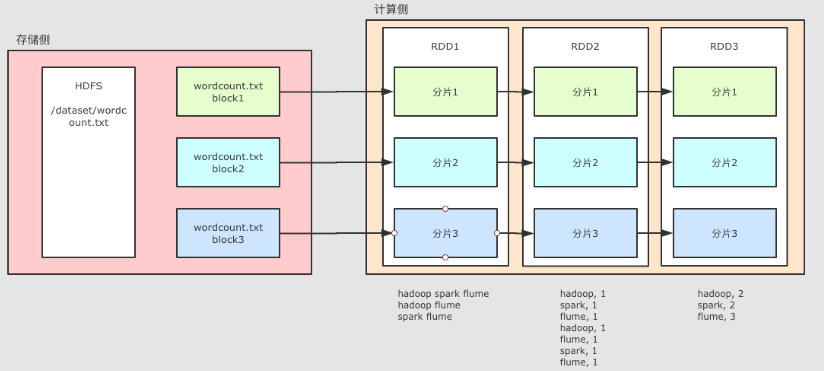 计算侧
存储侧
HDFS
/dataset/wordc
ount.txt
wordcount.txt
block1
wordcount.txt
block2
wordcount.txt
block3
RDD1
分片1
分片2
分片3
RDD2
分片1
分片2
分片3
RDD3
分片1
分片2
分片3
hadoop spark flume
hadoop flume
spark flume
hadoop, 1
spark, 1
flume, 1
hadoop, 1
flume, 1
spark, 1
flume, 1
hadoop, 2
spark, 2
flume, 3